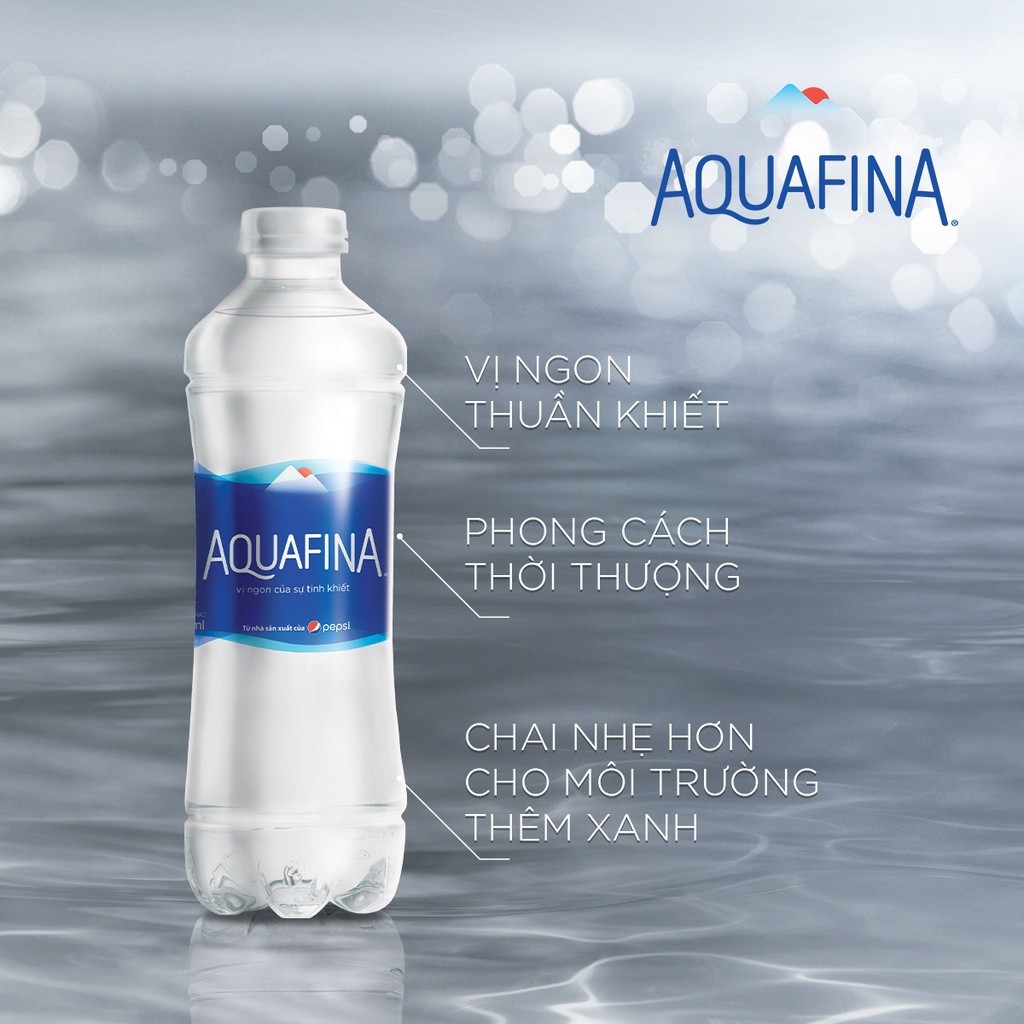 AQUAFINA®
VỊ NGON
THUẦN KHIẾT
AQUAFINA
vị ngon của sự tinh khiết
Từ nhà sản xuất của pepsi
ml
PHONG CÁCH
THỜI THƯỢNG
CHAI NHẸ HƠN
CHO MÔI TRƯỜNG
THÊM XANH